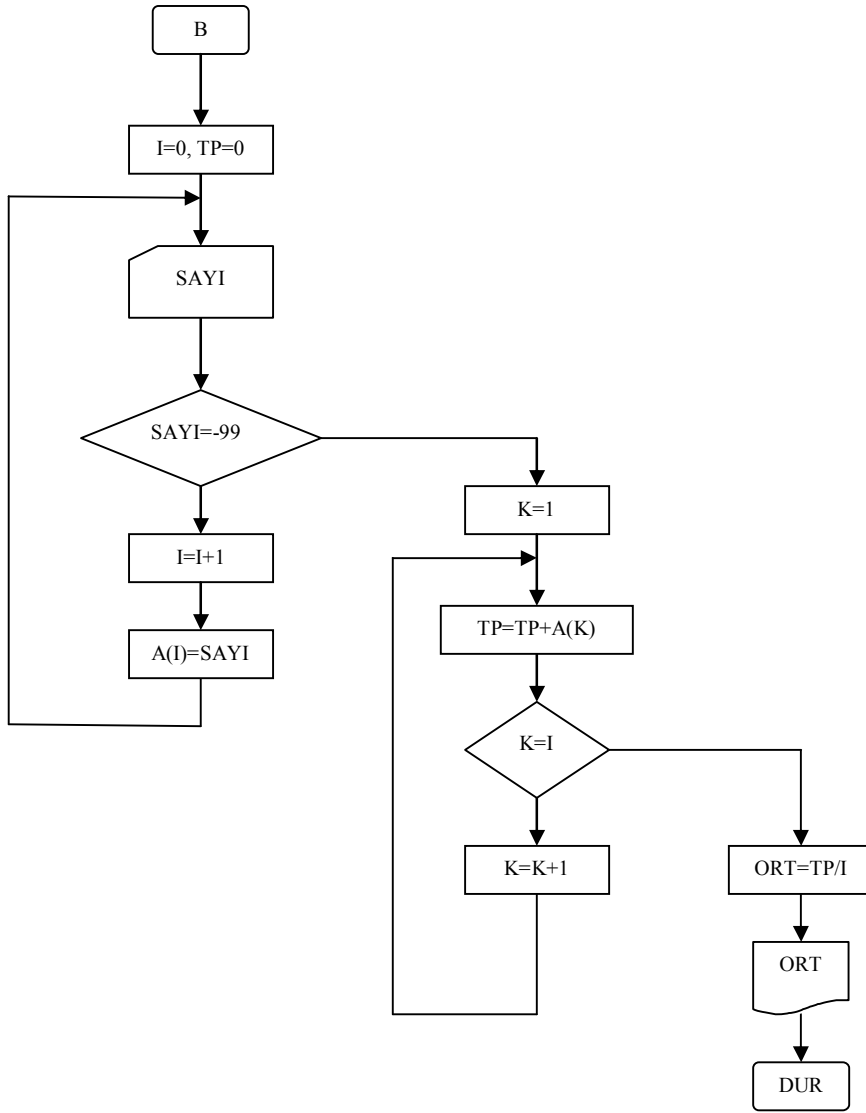 B
I=0, TP=0
SAYI
SAYI=-99
I=I+1
A(I)=SAYI
K=1
TP=TP+A(K)
K=I
K=K+1
ORT=TP/I
ORT
DUR